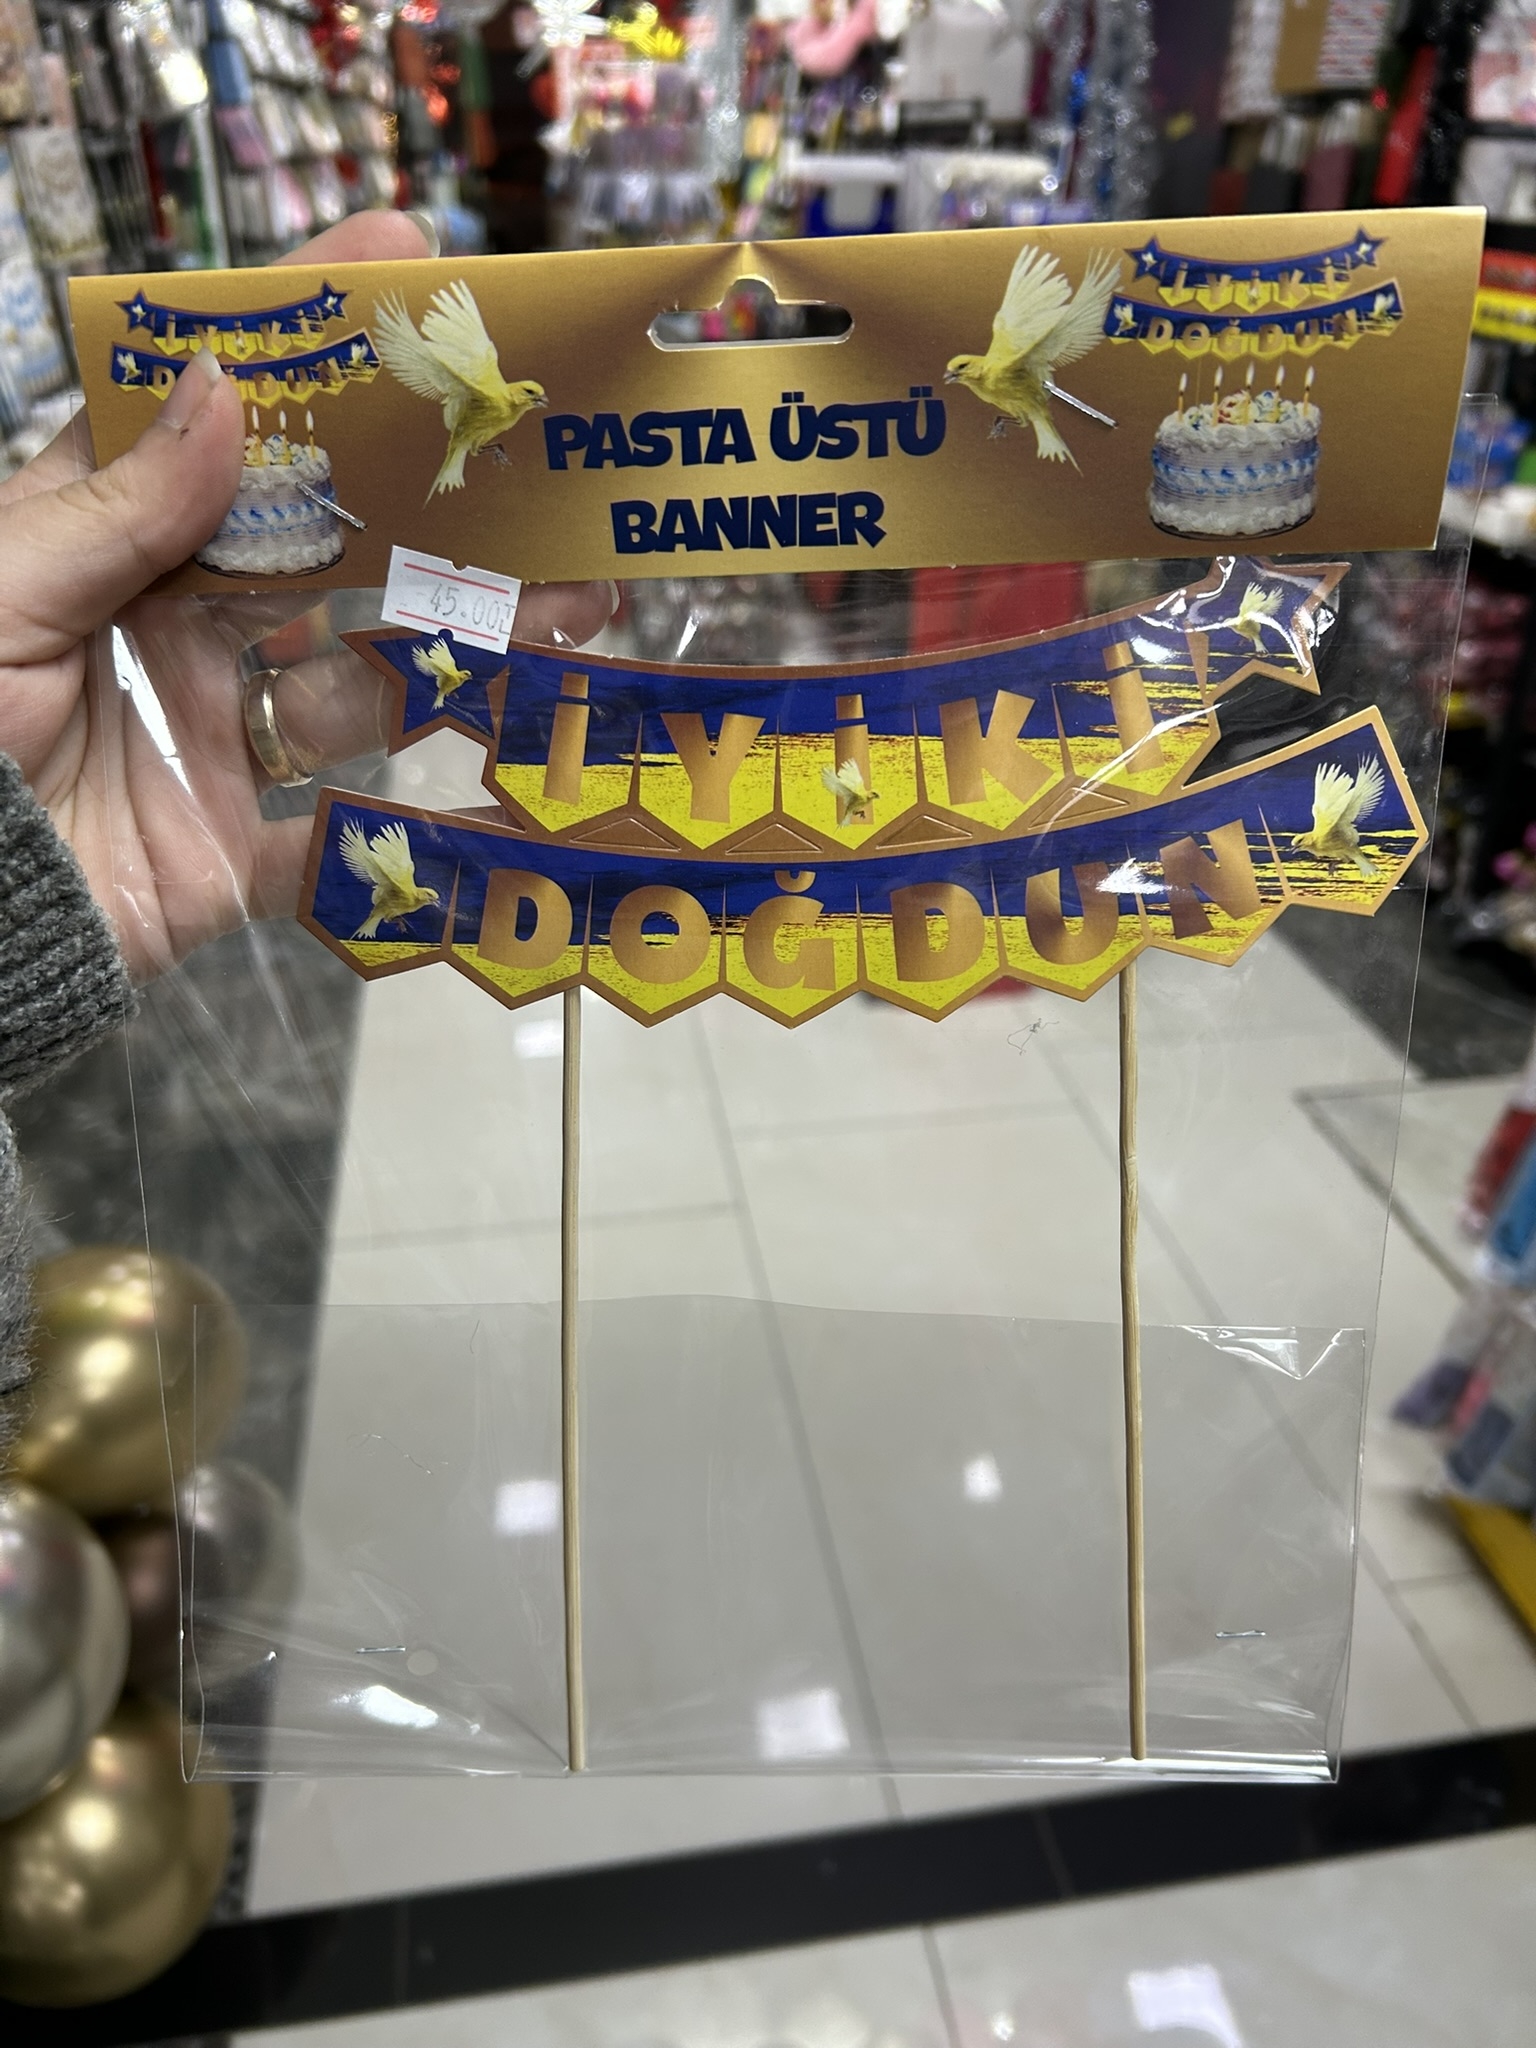 İYİKİ
DOĞDUN
PASTA ÜSTÜ
BANNER
İYİKİ
DOĞDUN
45.00
İYİKİ
DOĞDUN